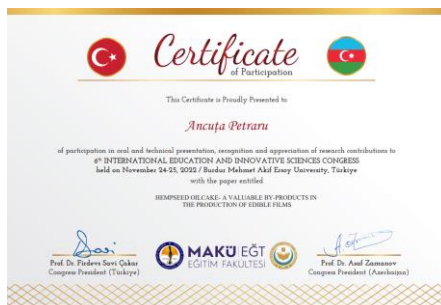 Certificate
of Participation
This Certificate is Proudly Presented to
Ancuța Petraru
of participation in oral and technical presentation, recognition and appreciation of research contributions to
6th INTERNATIONAL EDUCATION AND INNOVATIVE SCIENCES CONGRESS
held on November 24-25, 2022 / Burdur Mehmet Akif Ersoy University, Türkiye
with the paper entitled
HEMPSEED OILCAKE- A VALUABLE BY-PRODUCTS IN
THE PRODUCTION OF EDIBLE FILMS
MAKÜ EĞT
EĞİTİM FAKÜLTESİ
Prof. Dr. Firdevs Savi Çakar
Congress President (Türkiye)
Prof. Dr. Asaf Zamanov
Congress President (Azerbaijan)